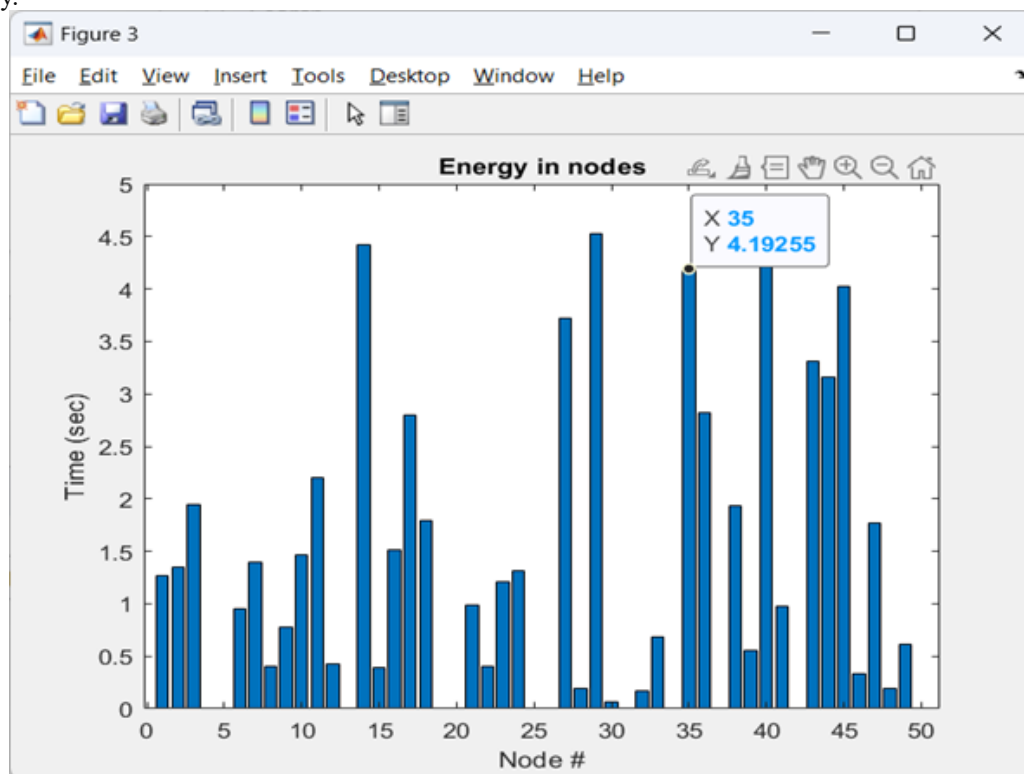 y.
Figure 3
File Edit View Insert Tools Desktop Window Help
Energy in nodes
X 35
Y 4.19255
5
4.5
4
3.5
3
2.5
2
1.5
1
0.5
0
Time (sec)
0 5 10 15 20 25 30 35 40 45 50
Node #